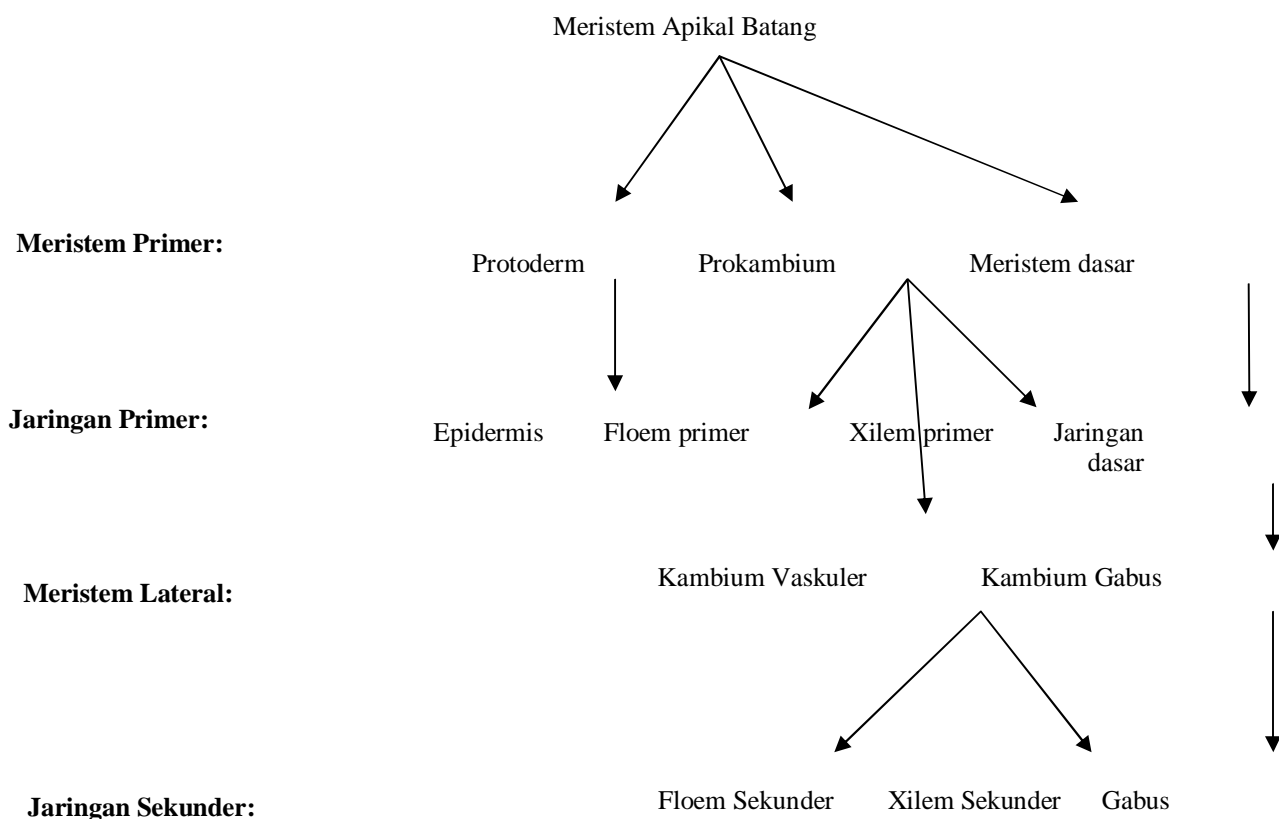 Meristem Apikal Batang
Meristem Primer:
Protoderm Prokambium Meristem dasar
Jaringan Primer:
Epidermis Floem primer Xilem primer Jaringan
dasar
Meristem Lateral:
Kambium Vaskuler Kambium Gabus
Jaringan Sekunder:
Floem Sekunder Xilem Sekunder Gabus